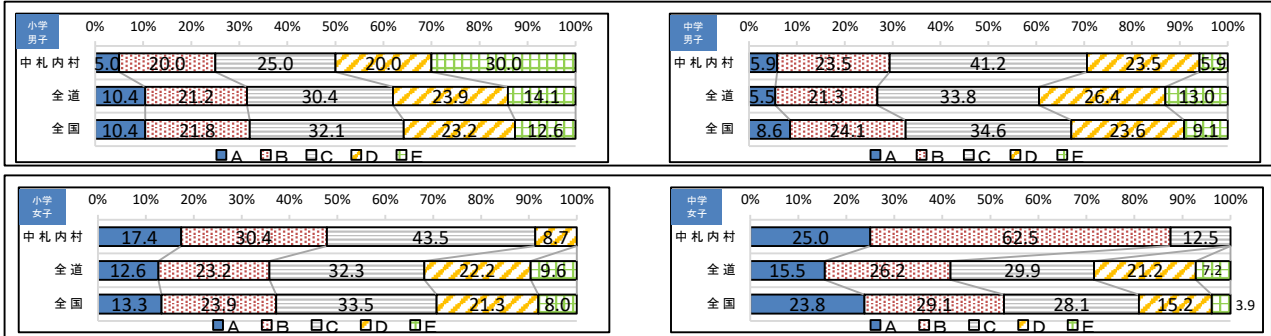 小学
男子
0% 10% 20% 30% 40% 50% 60% 70% 80% 90% 100%
中札内村 5.0 20.0 25.0 20.0 30.0
全道 10.4 21.2 30.4 23.9 14.1
全国 10.4 21.8 32.1 23.2 12.6
A B C D E
中学
男子
0% 10% 20% 30% 40% 50% 60% 70% 80% 90% 100%
中札内村 5.9 23.5 41.2 23.5 5.9
全道 5.5 21.3 33.8 26.4 13.0
全国 8.6 24.1 34.6 23.6 9.1
A B C D E
小学
女子
0% 10% 20% 30% 40% 50% 60% 70% 80% 90% 100%
中札内村 17.4 30.4 43.5 8.7
全道 12.6 23.2 32.3 22.2 9.6
全国 13.3 23.9 33.5 21.3 8.0
A B C D E
中学
女子
0% 10% 20% 30% 40% 50% 60% 70% 80% 90% 100%
中札内村 25.0 62.5 12.5
全道 15.5 26.2 29.9 21.2 7.2
全国 23.8 29.1 28.1 15.2 3.9
A B C D E